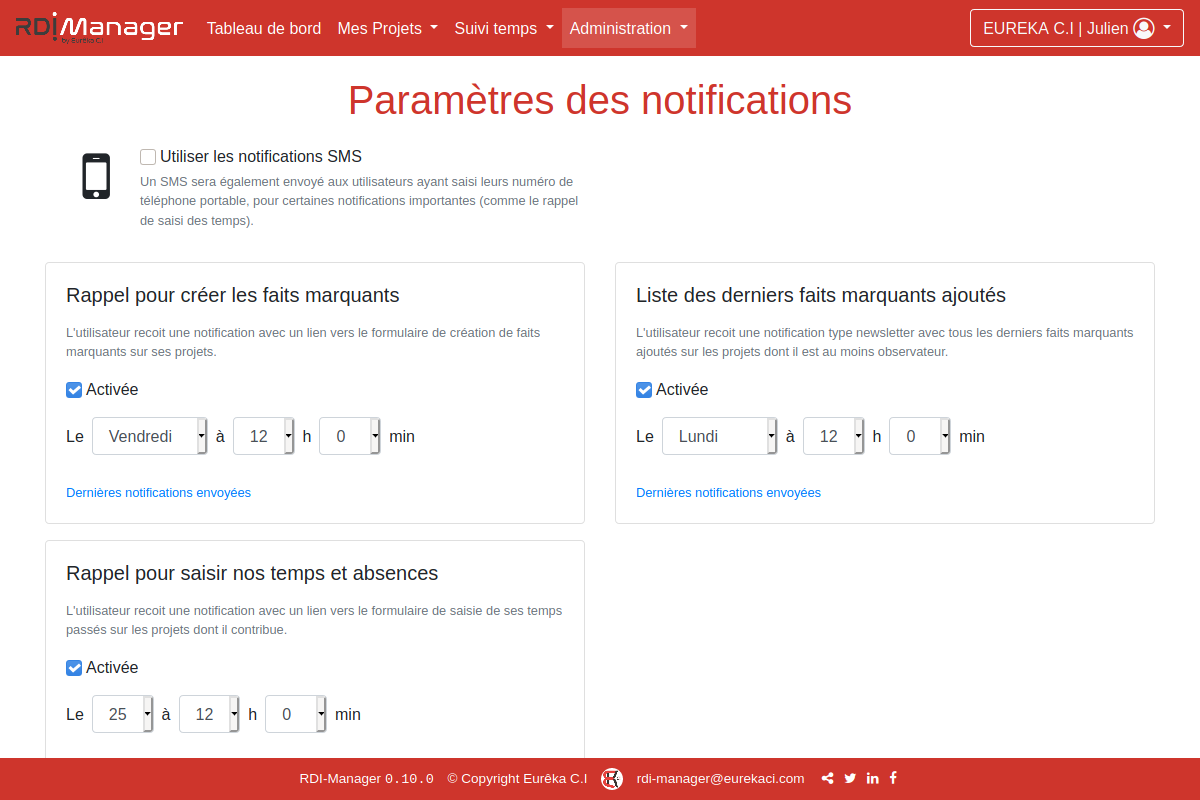 RDiManager
by Eurêka C.I
Tableau de bord Mes Projets Suivi temps Administration EUREKA C.I | Julien
Paramètres des notifications
Utiliser les notifications SMS
Un SMS sera également envoyé aux utilisateurs ayant saisi leurs numéro de
téléphone portable, pour certaines notifications importantes (comme le rappel
de saisi des temps).
Rappel pour créer les faits marquants
L'utilisateur recoit une notification avec un lien vers le formulaire de création de faits
marquants sur ses projets.
Activée
Le Vendredi à 12 h 0 min
Dernières notifications envoyées
Liste des derniers faits marquants ajoutés
L'utilisateur recoit une notification type newsletter avec tous les derniers faits marquants
ajoutés sur les projets dont il est au moins observateur.
Activée
Le Lundi à 12 h 0 min
Dernières notifications envoyées
Rappel pour saisir nos temps et absences
L'utilisateur recoit une notification avec un lien vers le formulaire de saisie de ses temps
passés sur les projets dont il contribue.
Activée
Le 25 à 12 h 0 min
RDI-Manager 0.10.0 © Copyright Eurêka C.I rdi-manager@eurekaci.com